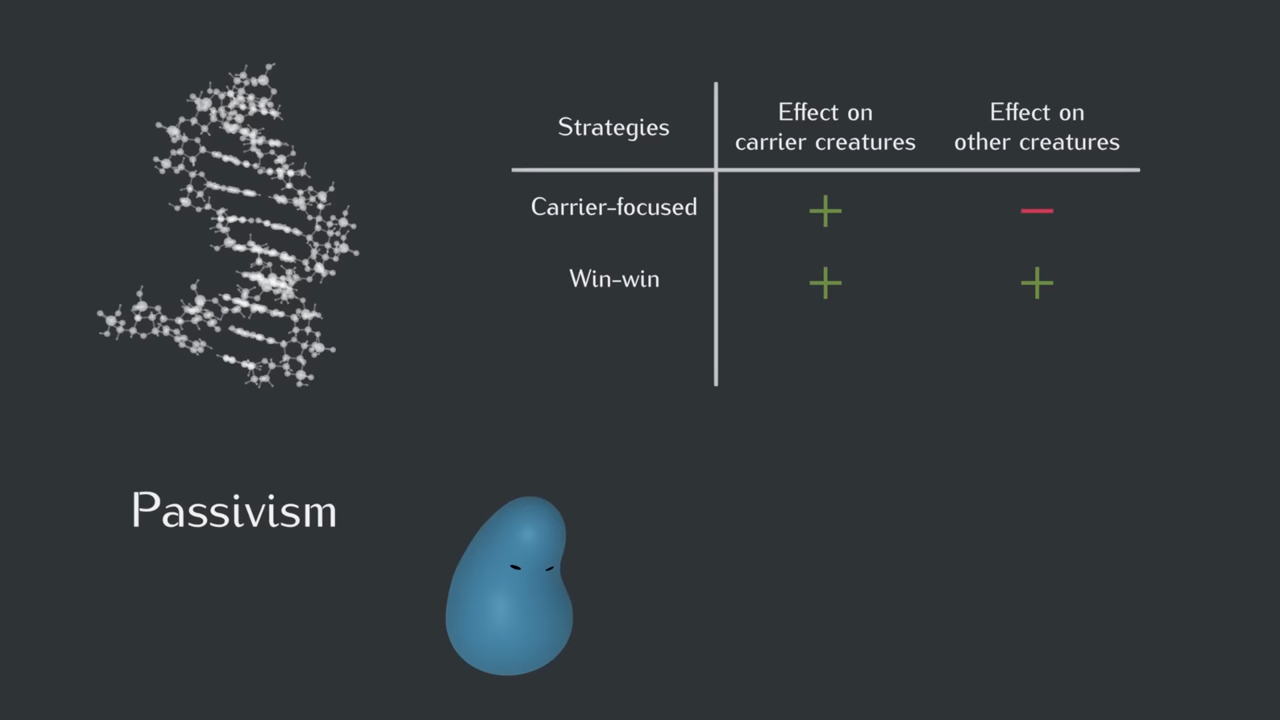 Strategies
Effect on
carrier creatures
Effect on
other creatures
Carrier-focused + −
Win-win + +
Passivism